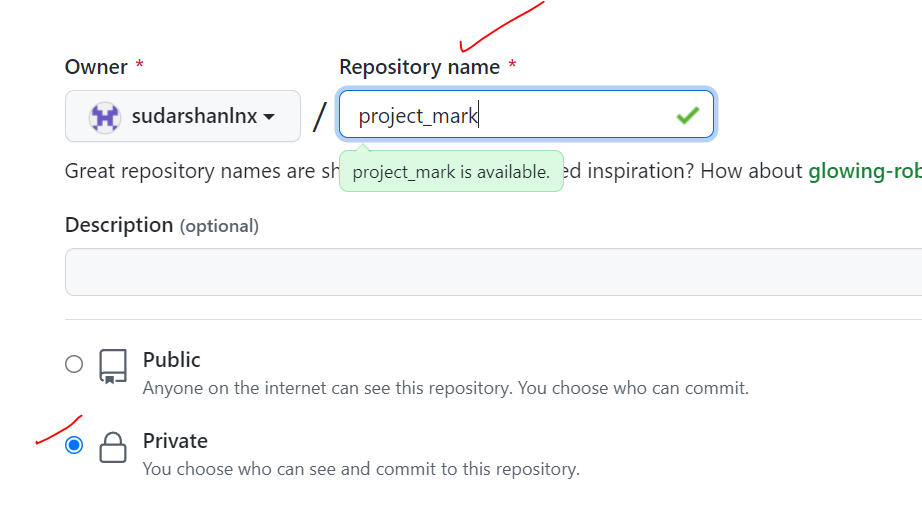 Owner *
Repository name *
sudarshanlnx / project_mark
Great repository names are sh
ed inspiration? How about glowing-rob
project_mark is available.
Description (optional)
Public
Anyone on the internet can see this repository. You choose who can commit.
Private
You choose who can see and commit to this repository.